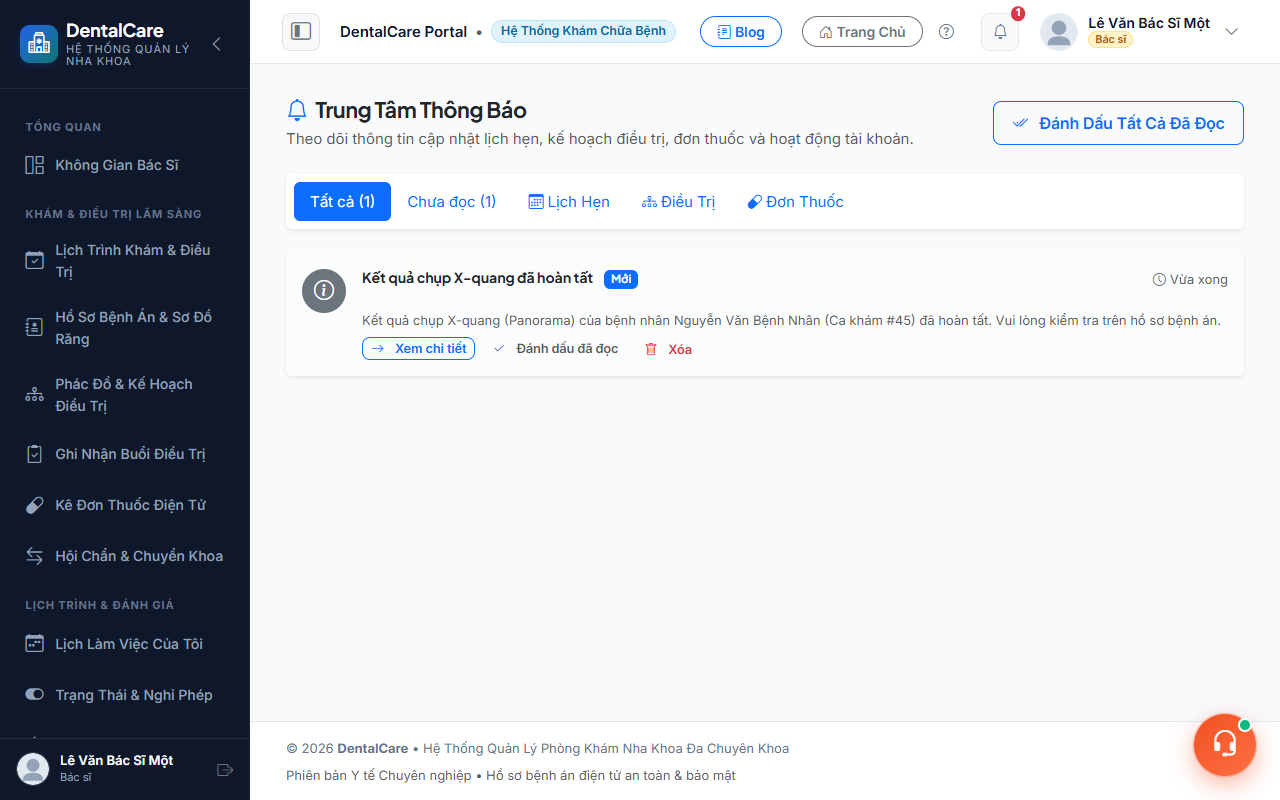 DentalCare
HỆ THỐNG QUẢN LÝ
NHA KHOA
TỔNG QUAN
Không Gian Bác Sĩ
KHÁM & ĐIỀU TRỊ LÂM SÀNG
Lịch Trình Khám & Điều
Trị
Hồ Sơ Bệnh Án & Sơ Đồ
Răng
Phác Đồ & Kế Hoạch
Điều Trị
Ghi Nhận Buổi Điều Trị
Kê Đơn Thuốc Điện Tử
Hội Chẩn & Chuyển Khoa
LỊCH TRÌNH & ĐÁNH GIÁ
Lịch Làm Việc Của Tôi
Trạng Thái & Nghỉ Phép
Lê Văn Bác Sĩ Một
Bác sĩ
DentalCare Portal • Hệ Thống Khám Chữa Bệnh
Blog
Trang Chủ
1
Lê Văn Bác Sĩ Một
Bác sĩ
Trung Tâm Thông Báo
Theo dõi thông tin cập nhật lịch hẹn, kế hoạch điều trị, đơn thuốc và hoạt động tài khoản.
Đánh Dấu Tất Cả Đã Đọc
Tất cả (1) Chưa đọc (1) Lịch Hẹn Điều Trị Đơn Thuốc
Kết quả chụp X-quang đã hoàn tất Mới
Vừa xong
Kết quả chụp X-quang (Panorama) của bệnh nhân Nguyễn Văn Bệnh Nhân (Ca khám #45) đã hoàn tất. Vui lòng kiểm tra trên hồ sơ bệnh án.
Xem chi tiết Đánh dấu đã đọc Xóa
© 2026 DentalCare • Hệ Thống Quản Lý Phòng Khám Nha Khoa Đa Chuyên Khoa
Phiên bản Y tế Chuyên nghiệp • Hồ sơ bệnh án điện tử an toàn & bảo mật